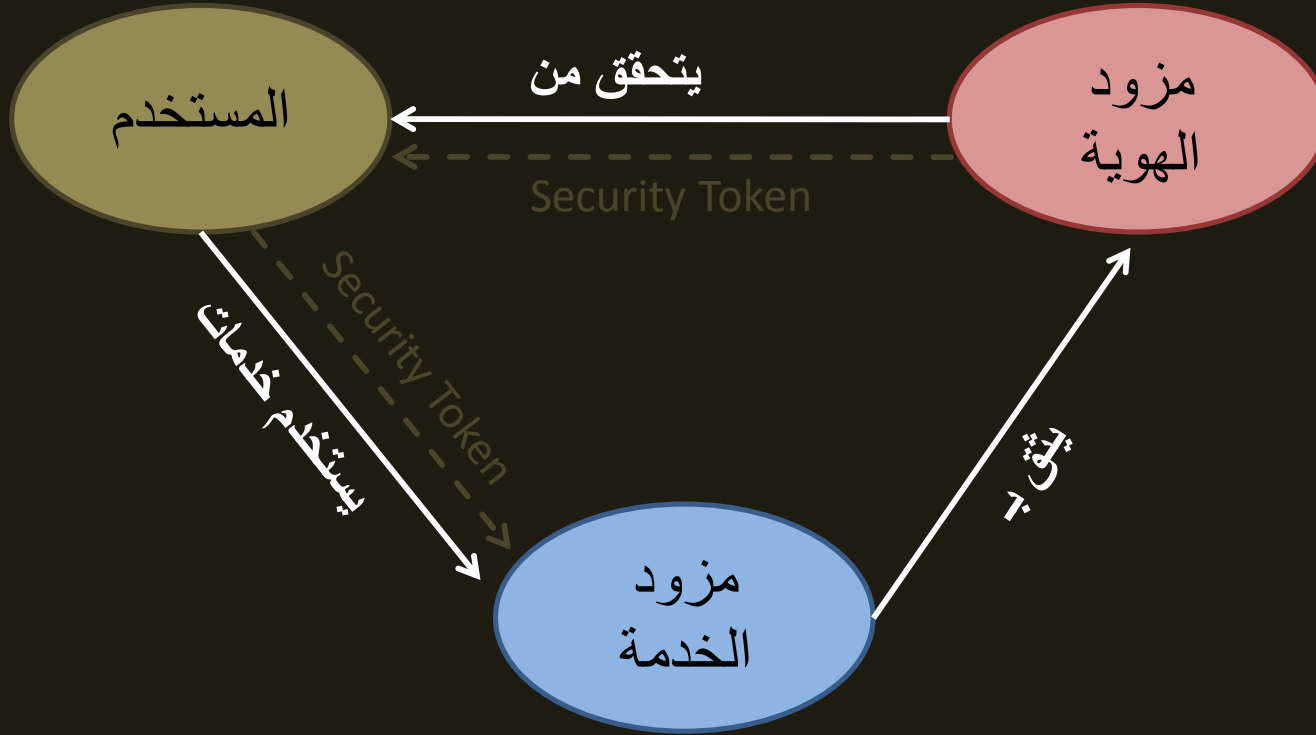 المستخدم
يتحقق من
مزود
الهوية
Security Token
Security Token
يستخدم خدمات
يثق بـ
مزود
الخدمة